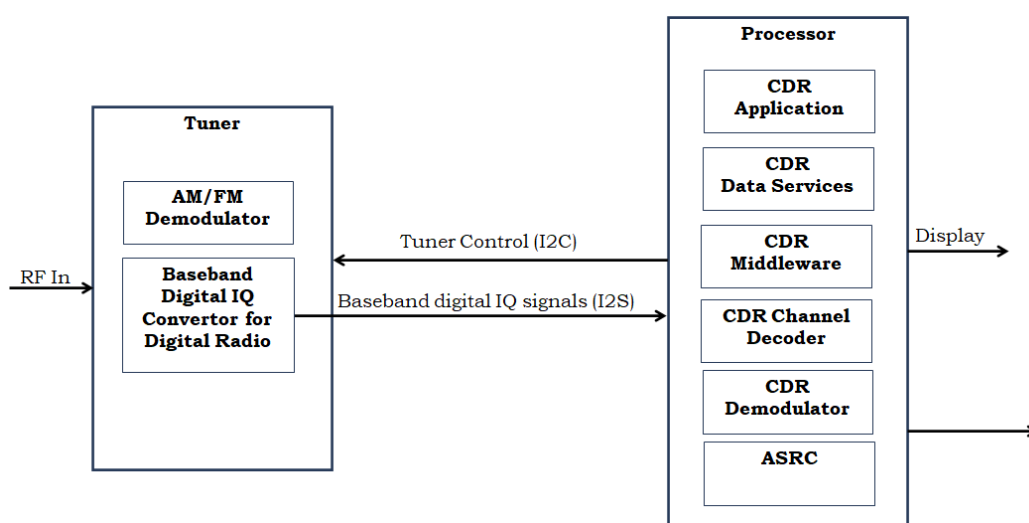 Processor
CDR
Application
Tuner
CDR
Data Services
AM/FM
Demodulator
Tuner Control (I2C)
CDR
Middleware
Display
RF In
Baseband
Digital IQ
Convertor for
Digital Radio
Baseband digital IQ signals (I2S)
CDR Channel
Decoder
CDR
Demodulator
ASRC